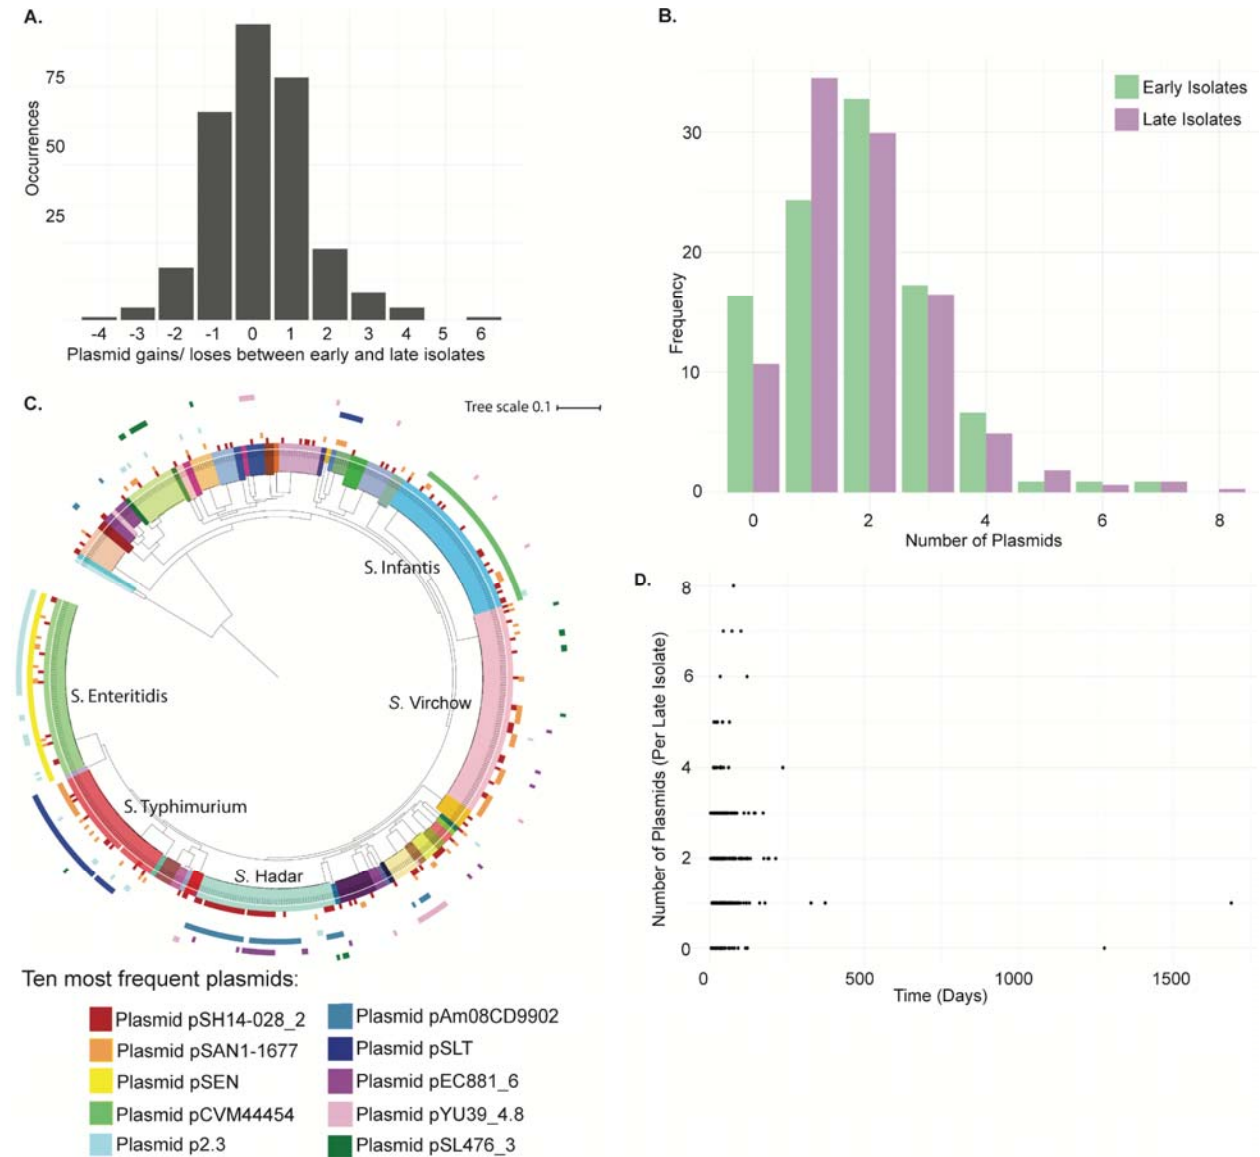 A.
75
50
25
Occurrences
-4 -3 -2 -1 0 1 2 3 4 5 6
Plasmid gains/ loses between early and late isolates
B.
Early Isolates
Late Isolates
30
20
10
0
Frequency
0 2 4 6 8
Number of Plasmids
C.
Tree scale 0.1
S. Infantis
S. Virchow
S. Enteritidis
S. Typhimurium
S. Hadar
Ten most frequent plasmids:
Plasmid pSH14-028_2
Plasmid pSAN1-1677
Plasmid pSEN
Plasmid pCVM44454
Plasmid p2.3
Plasmid pAm08CD9902
Plasmid pSLT
Plasmid pEC881_6
Plasmid pYU39_4.8
Plasmid pSL476_3
D.
8
6
4
2
0
Number of Plasmids (Per Late Isolate)
0 500 1000 1500
Time (Days)